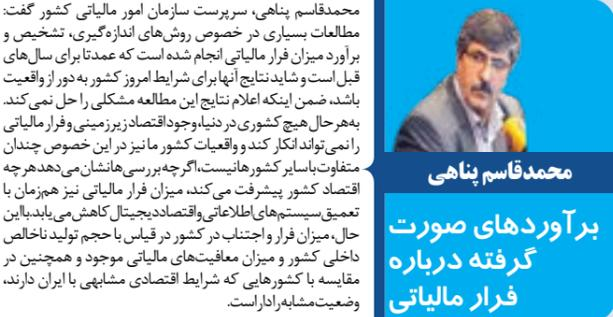 محمدقاسم پناهی
برآوردهای صورت
گرفته درباره
فرار مالیاتی
محمدقاسم پناهی، سرپرست سازمان امور مالیاتی کشور گفت:
مطالعات بسیاری در خصوص روش‌های اندازه‌گیری، تشخیص و
برآورد میزان فرار مالیاتی انجام شده است که عمدتا برای سال‌های
قبل است و شاید نتایج آنها برای شرایط امروز کشور به دور از واقعیت
باشد، ضمن اینکه اعلام نتایج این مطالعه مشکلی را حل نمی‌کند.
به‌هرحال هیچ کشوری در دنیا، وجود اقتصاد زیرزمینی و فرار مالیاتی
را نمی‌تواند انکار کند و واقعیات کشور ما نیز در این خصوص چندان
متفاوت با سایر کشورها نیست، اگرچه بررسی‌ها نشان می‌دهد هرچه
اقتصاد کشور پیشرفت می‌کند، میزان فرار مالیاتی نیز هم‌زمان با
تعمیق سیستم‌های اطلاعاتی و اقتصاد دیجیتال کاهش می‌یابد. بااین
حال، میزان فرار و اجتناب در کشور در قیاس با حجم تولید ناخالص
داخلی کشور و میزان معافیت‌های مالیاتی موجود و همچنین در
مقایسه با کشورهایی که شرایط اقتصادی مشابهی با ایران دارند،
وضعیت مشابه را دارا است.